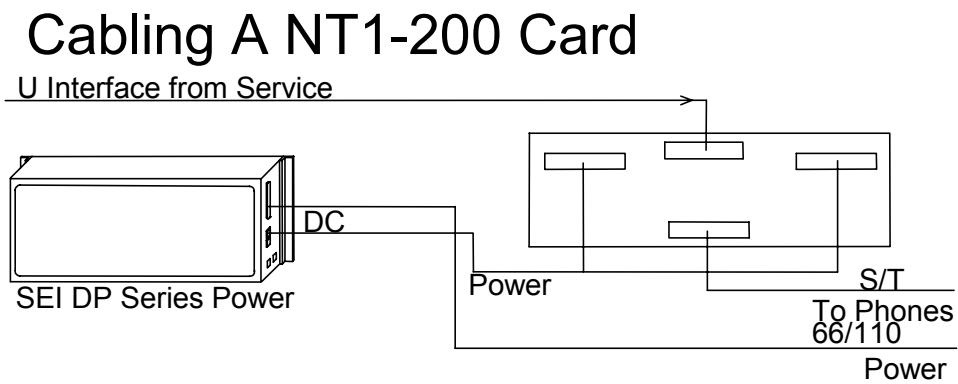 Cabling A NT1-200 Card
U Interface from Service
DC
SEI DP Series Power
Power
S/T
To Phones
66/110
Power